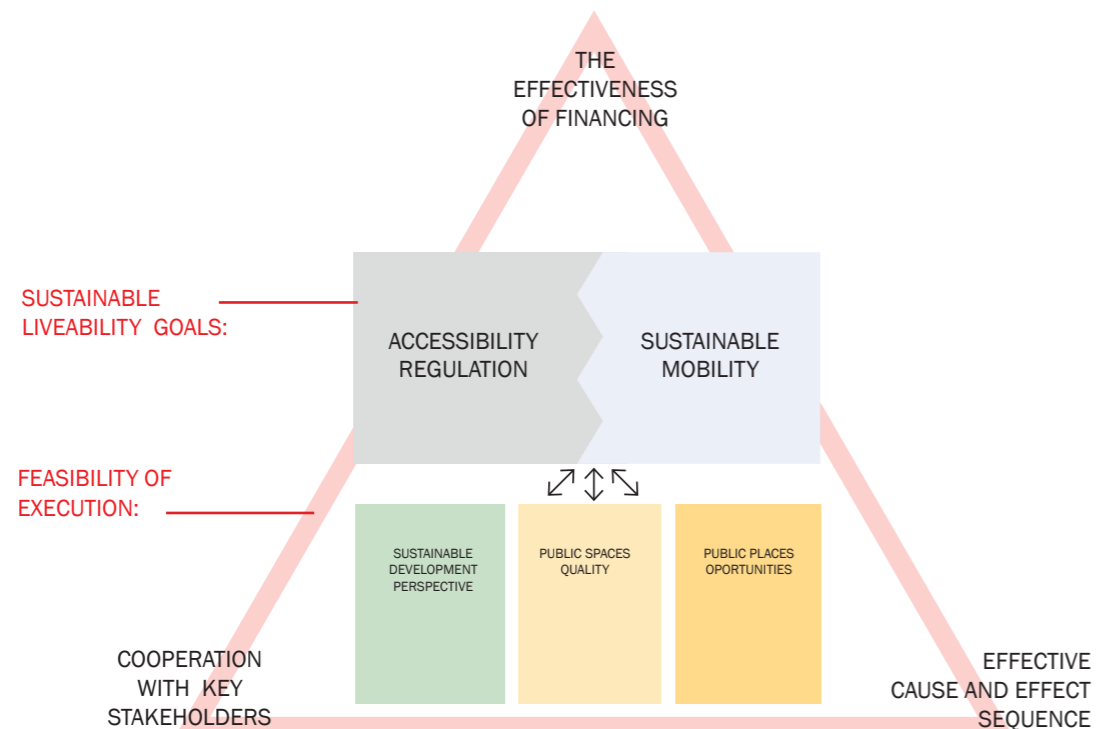 THE
EFFECTIVENESS
OF FINANCING
SUSTAINABLE
LIVEABILITY GOALS:
ACCESSIBILITY
REGULATION
SUSTAINABLE
MOBILITY
FEASIBILITY OF
EXECUTION:
SUSTAINABLE
DEVELOPMENT
PERSPECTIVE
PUBLIC SPACES
QUALITY
PUBLIC PLACES
OPORTUNITIES
COOPERATION
WITH KEY
STAKEHOLDERS
EFFECTIVE
CAUSE AND EFFECT
SEQUENCE